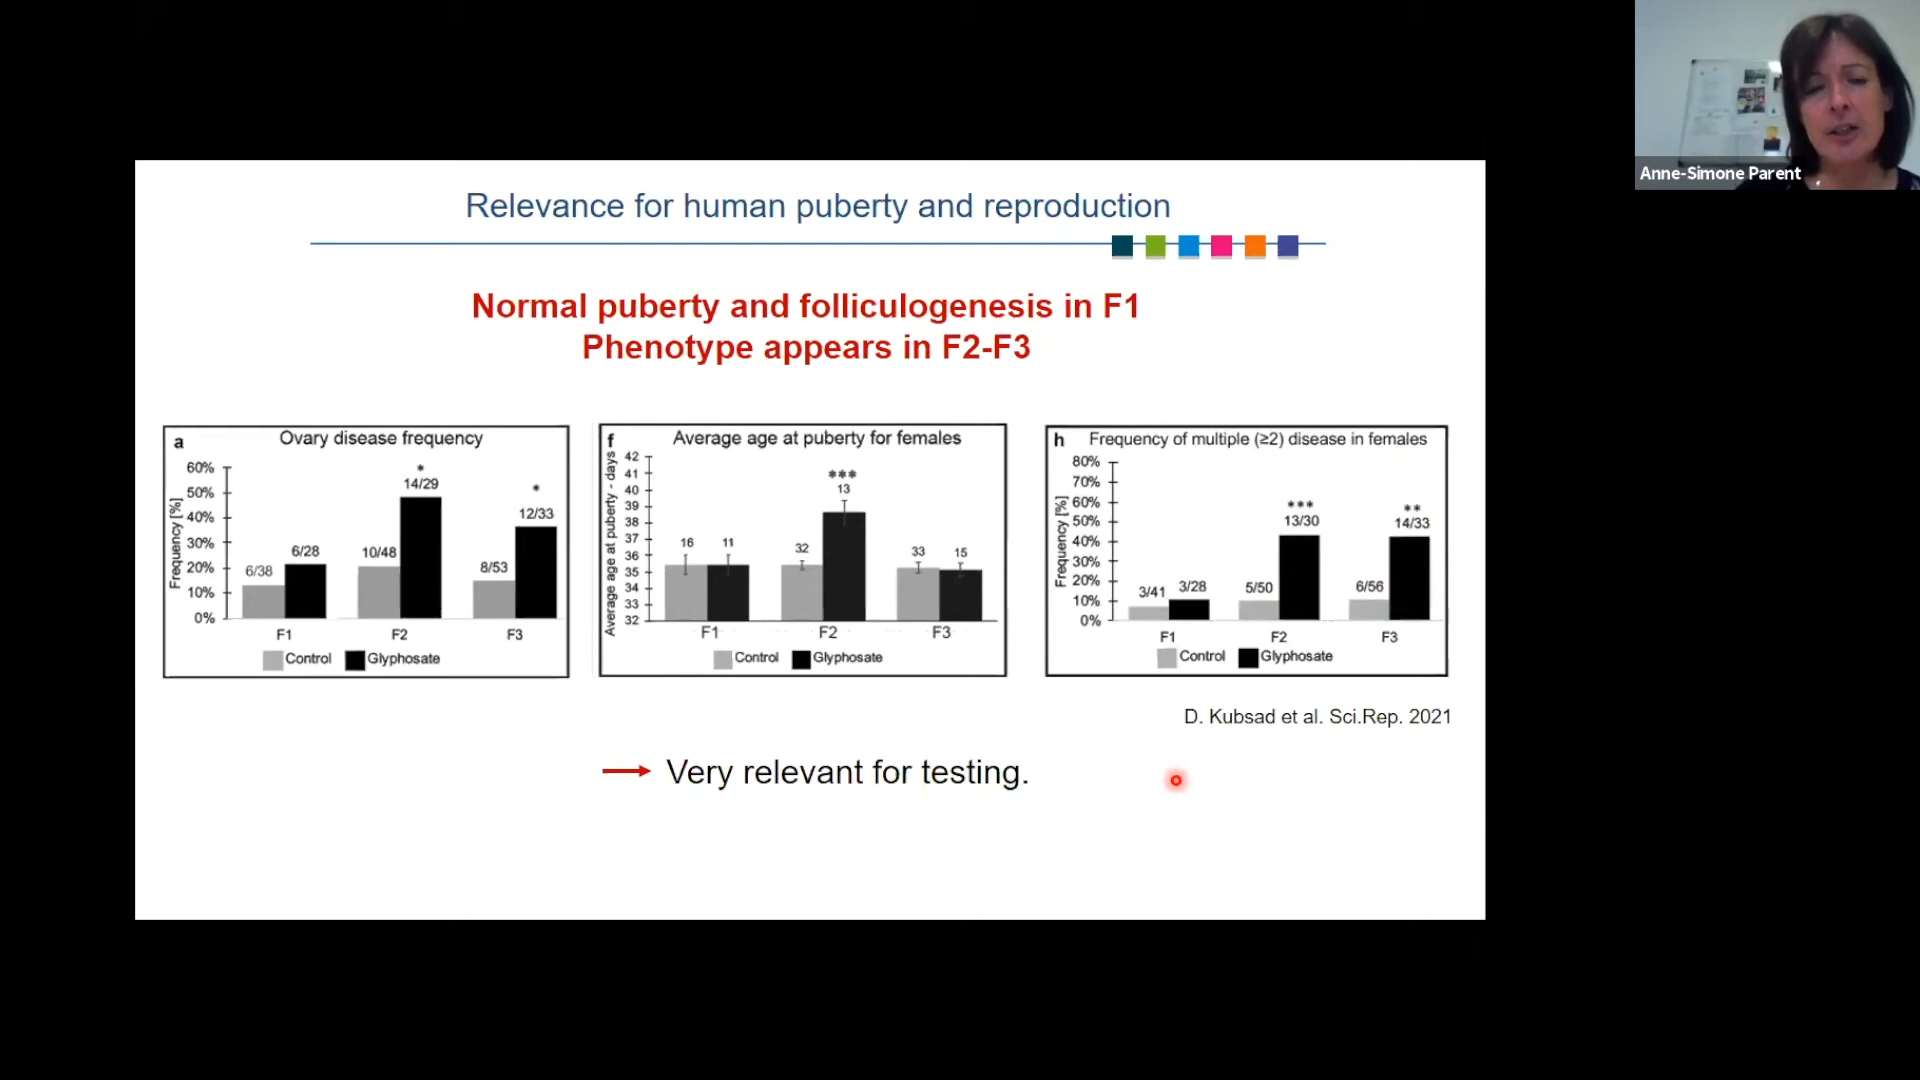 Anne-Simone Parent
Relevance for human puberty and reproduction
Normal puberty and folliculogenesis in F1
Phenotype appears in F2-F3
a
Ovary disease frequency
Frequency [%]
60%
50%
40%
30%
20%
10%
0%
6/38
6/28
10/48
*
14/29
8/53
*
12/33
F1
F2
F3
Control
Glyphosate
f
Average age at puberty for females
Average age at puberty - days
42
41
40
39
38
37
36
35
34
33
32
16
11
32
***
13
33
15
F1
F2
F3
Control
Glyphosate
h
Frequency of multiple (≥2) disease in females
Frequency [%]
80%
70%
60%
50%
40%
30%
20%
10%
0%
3/41
3/28
5/50
***
13/30
6/56
**
14/33
F1
F2
F3
Control
Glyphosate
D. Kubsad et al. Sci.Rep. 2021
Very relevant for testing.